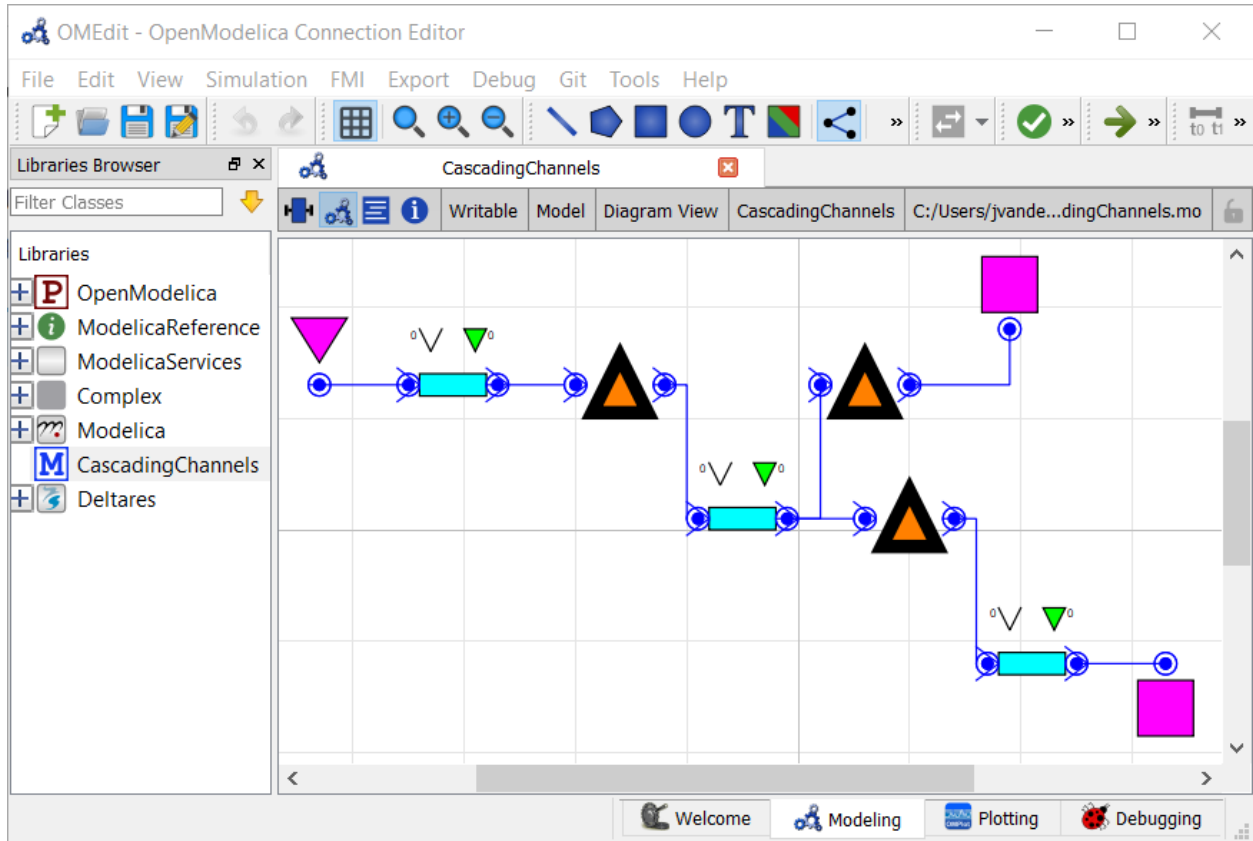 OMEdit - OpenModelica Connection Editor
File Edit View Simulation FMI Export Debug Git Tools Help
T » » » to t1 »
Libraries Browser
CascadingChannels
Filter Classes
Writable Model Diagram View CascadingChannels C:/Users/jvande...dingChannels.mo
Libraries
P OpenModelica
i ModelicaReference
ModelicaServices
Complex
m Modelica
M CascadingChannels
Deltares
0 0
0 0
0 0
Welcome Modeling Plotting Debugging